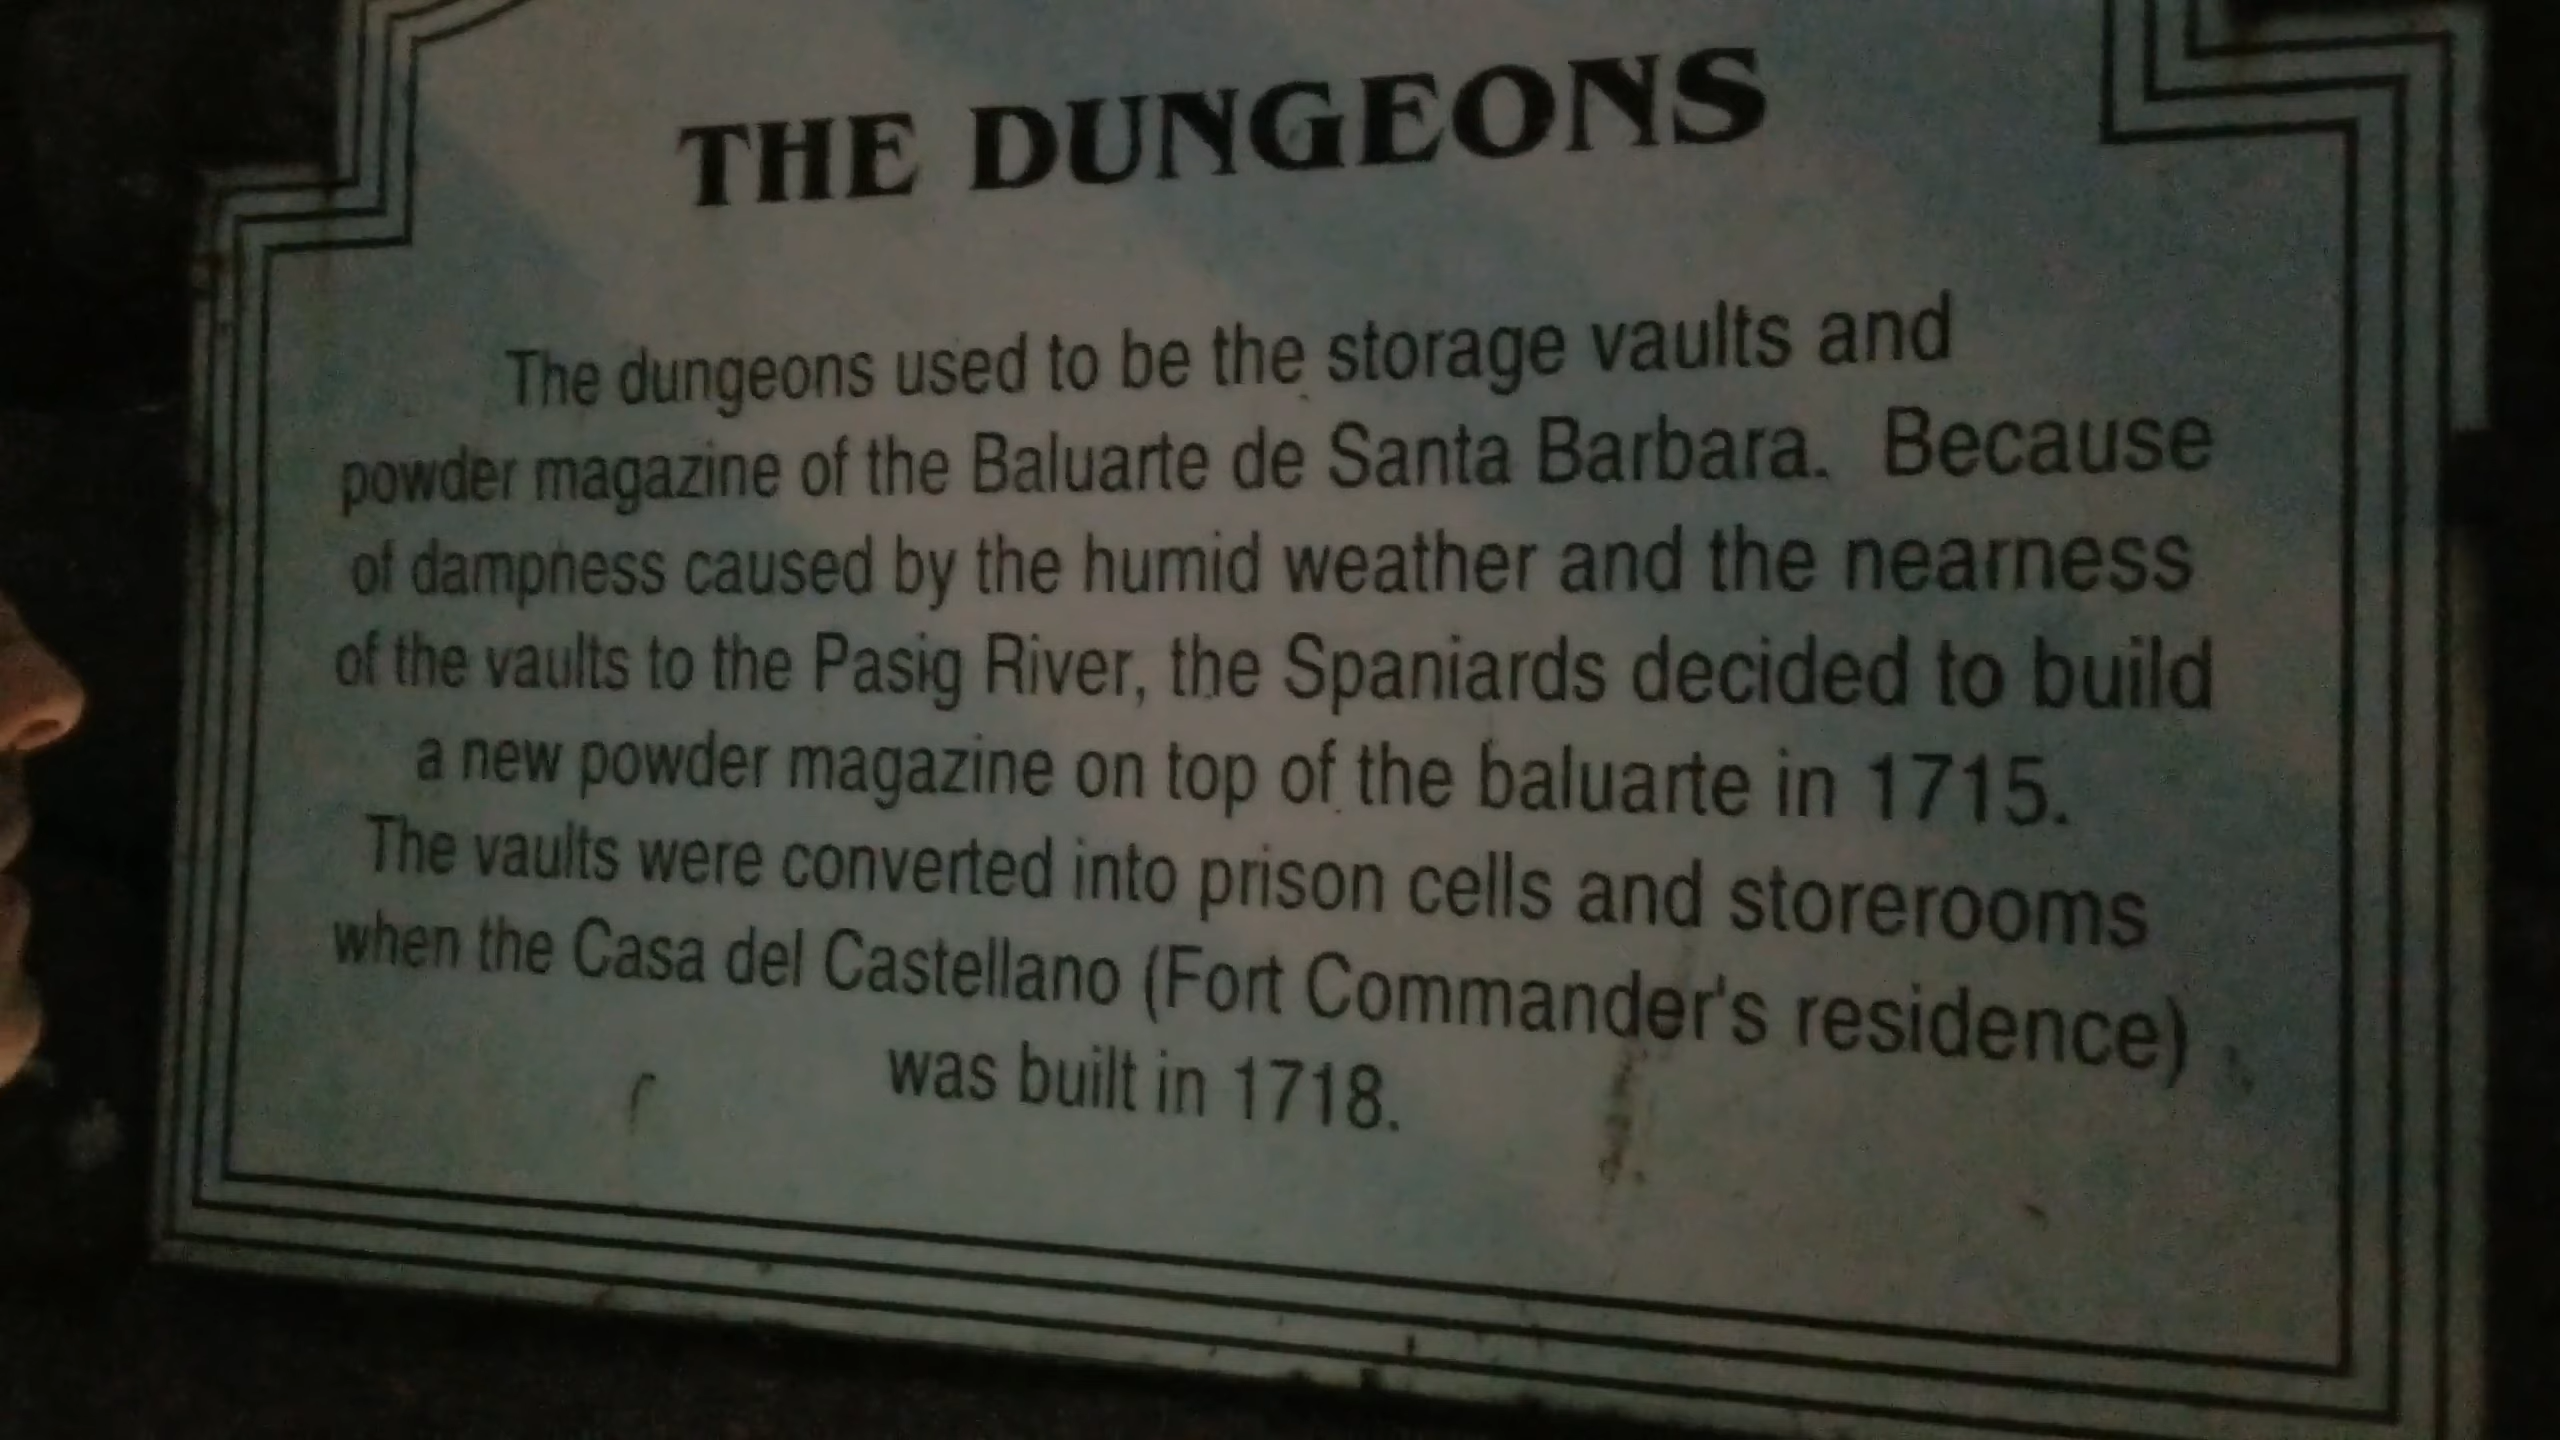 THE DUNGEONS
The dungeons used to be the storage vaults and
powder magazine of the Baluarte de Santa Barbara. Because
of dampness caused by the humid weather and the nearness
of the vaults to the Pasig River, the Spaniards decided to build
a new powder magazine on top of the baluarte in 1715.
The vaults were converted into prison cells and storerooms
when the Casa del Castellano (Fort Commander's residence)
was built in 1718.